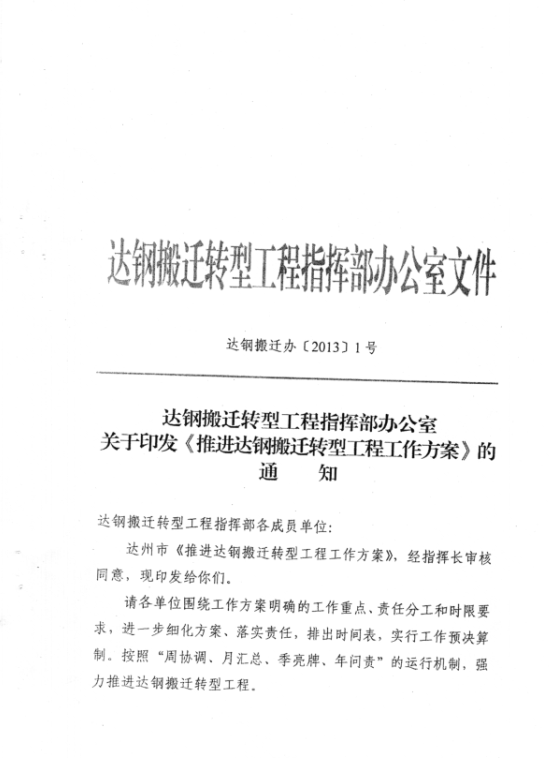 达钢搬迁转型工程指挥部办公室文件
达钢搬迁办〔2013〕1号
达钢搬迁转型工程指挥部办公室
关于印发《推进达钢搬迁转型工程工作方案》的
通 知
达钢搬迁转型工程指挥部各成员单位：
达州市《推进达钢搬迁转型工程工作方案》，经指挥长审核
同意，现印发给你们。
请各单位围绕工作方案明确的工作重点、责任分工和时限要
求，进一步细化方案、落实责任，排出时间表，实行工作预决算
制。按照“周协调、月汇总、季亮牌、年问责”的运行机制，强
力推进达钢搬迁转型工程。